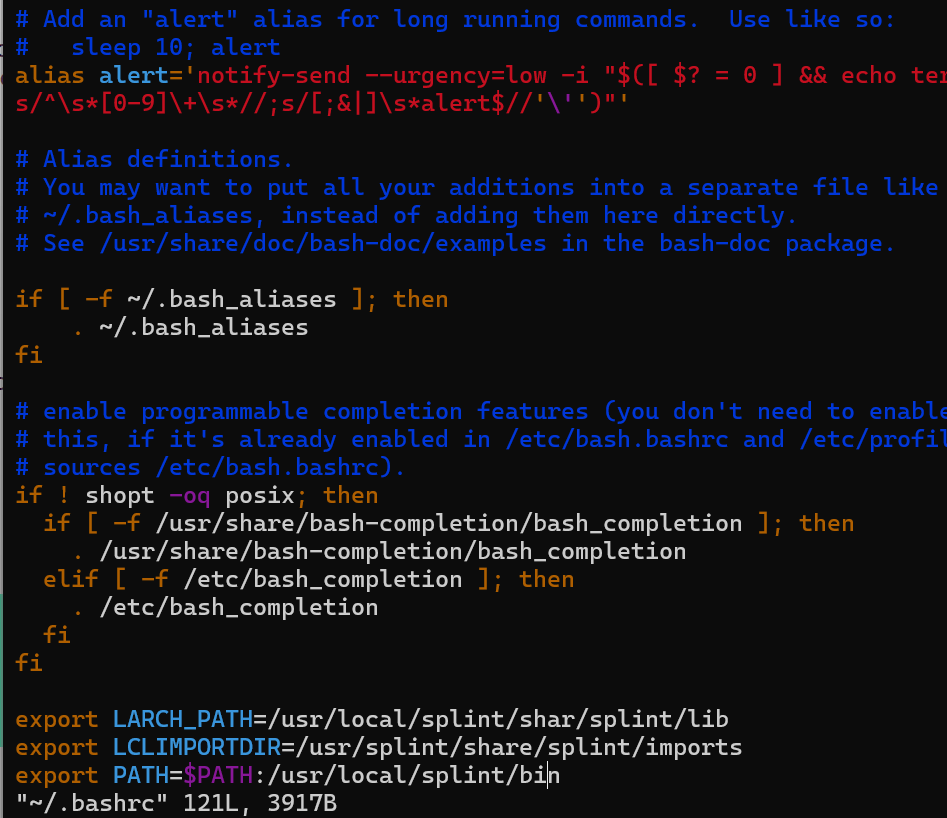 # Add an "alert" alias for long running commands.  Use like so:
#   sleep 10; alert
alias alert='notify-send --urgency=low -i "$([ $? = 0 ] && echo ter
s/^\s*[0-9]\+\s*//;s/[;&|]\s*alert$//'\'')"'

# Alias definitions.
# You may want to put all your additions into a separate file like
# ~/.bash_aliases, instead of adding them here directly.
# See /usr/share/doc/bash-doc/examples in the bash-doc package.

if [ -f ~/.bash_aliases ]; then
    . ~/.bash_aliases
fi

# enable programmable completion features (you don't need to enable
# this, if it's already enabled in /etc/bash.bashrc and /etc/profil
# sources /etc/bash.bashrc).
if ! shopt -oq posix; then
  if [ -f /usr/share/bash-completion/bash_completion ]; then
    . /usr/share/bash-completion/bash_completion
  elif [ -f /etc/bash_completion ]; then
    . /etc/bash_completion
  fi
fi

export LARCH_PATH=/usr/local/splint/shar/splint/lib
export LCLIMPORTDIR=/usr/splint/share/splint/imports
export PATH=$PATH:/usr/local/splint/bin
"~/.bashrc" 121L, 3917B